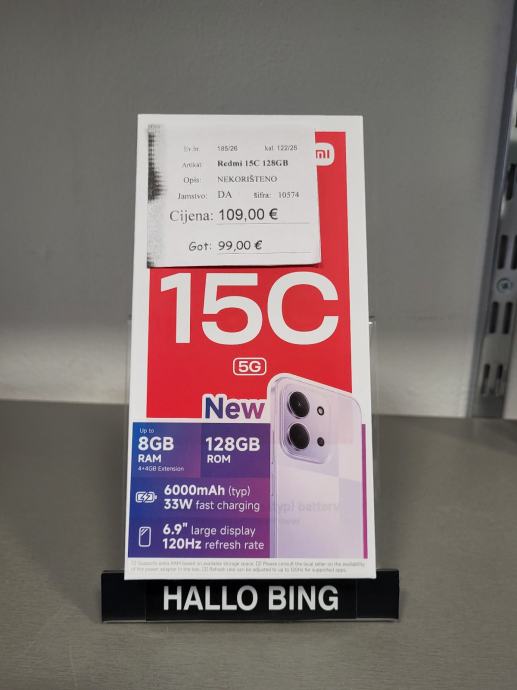 Ev.br. 185/26 kal. 122/25
Artikal: Redmi 15C 128GB
Opis: NEKORIŠTENO
Jamstvo: DA šifra: 10574
Cijena: 109,00 €
Got: 99,00 €
mi
15C
5G
New
Up to
8GB
RAM
4+4GB Extension
128GB
ROM
6000mAh (typ)
33W fast charging
6.9" large display
120Hz refresh rate
HALLO BING